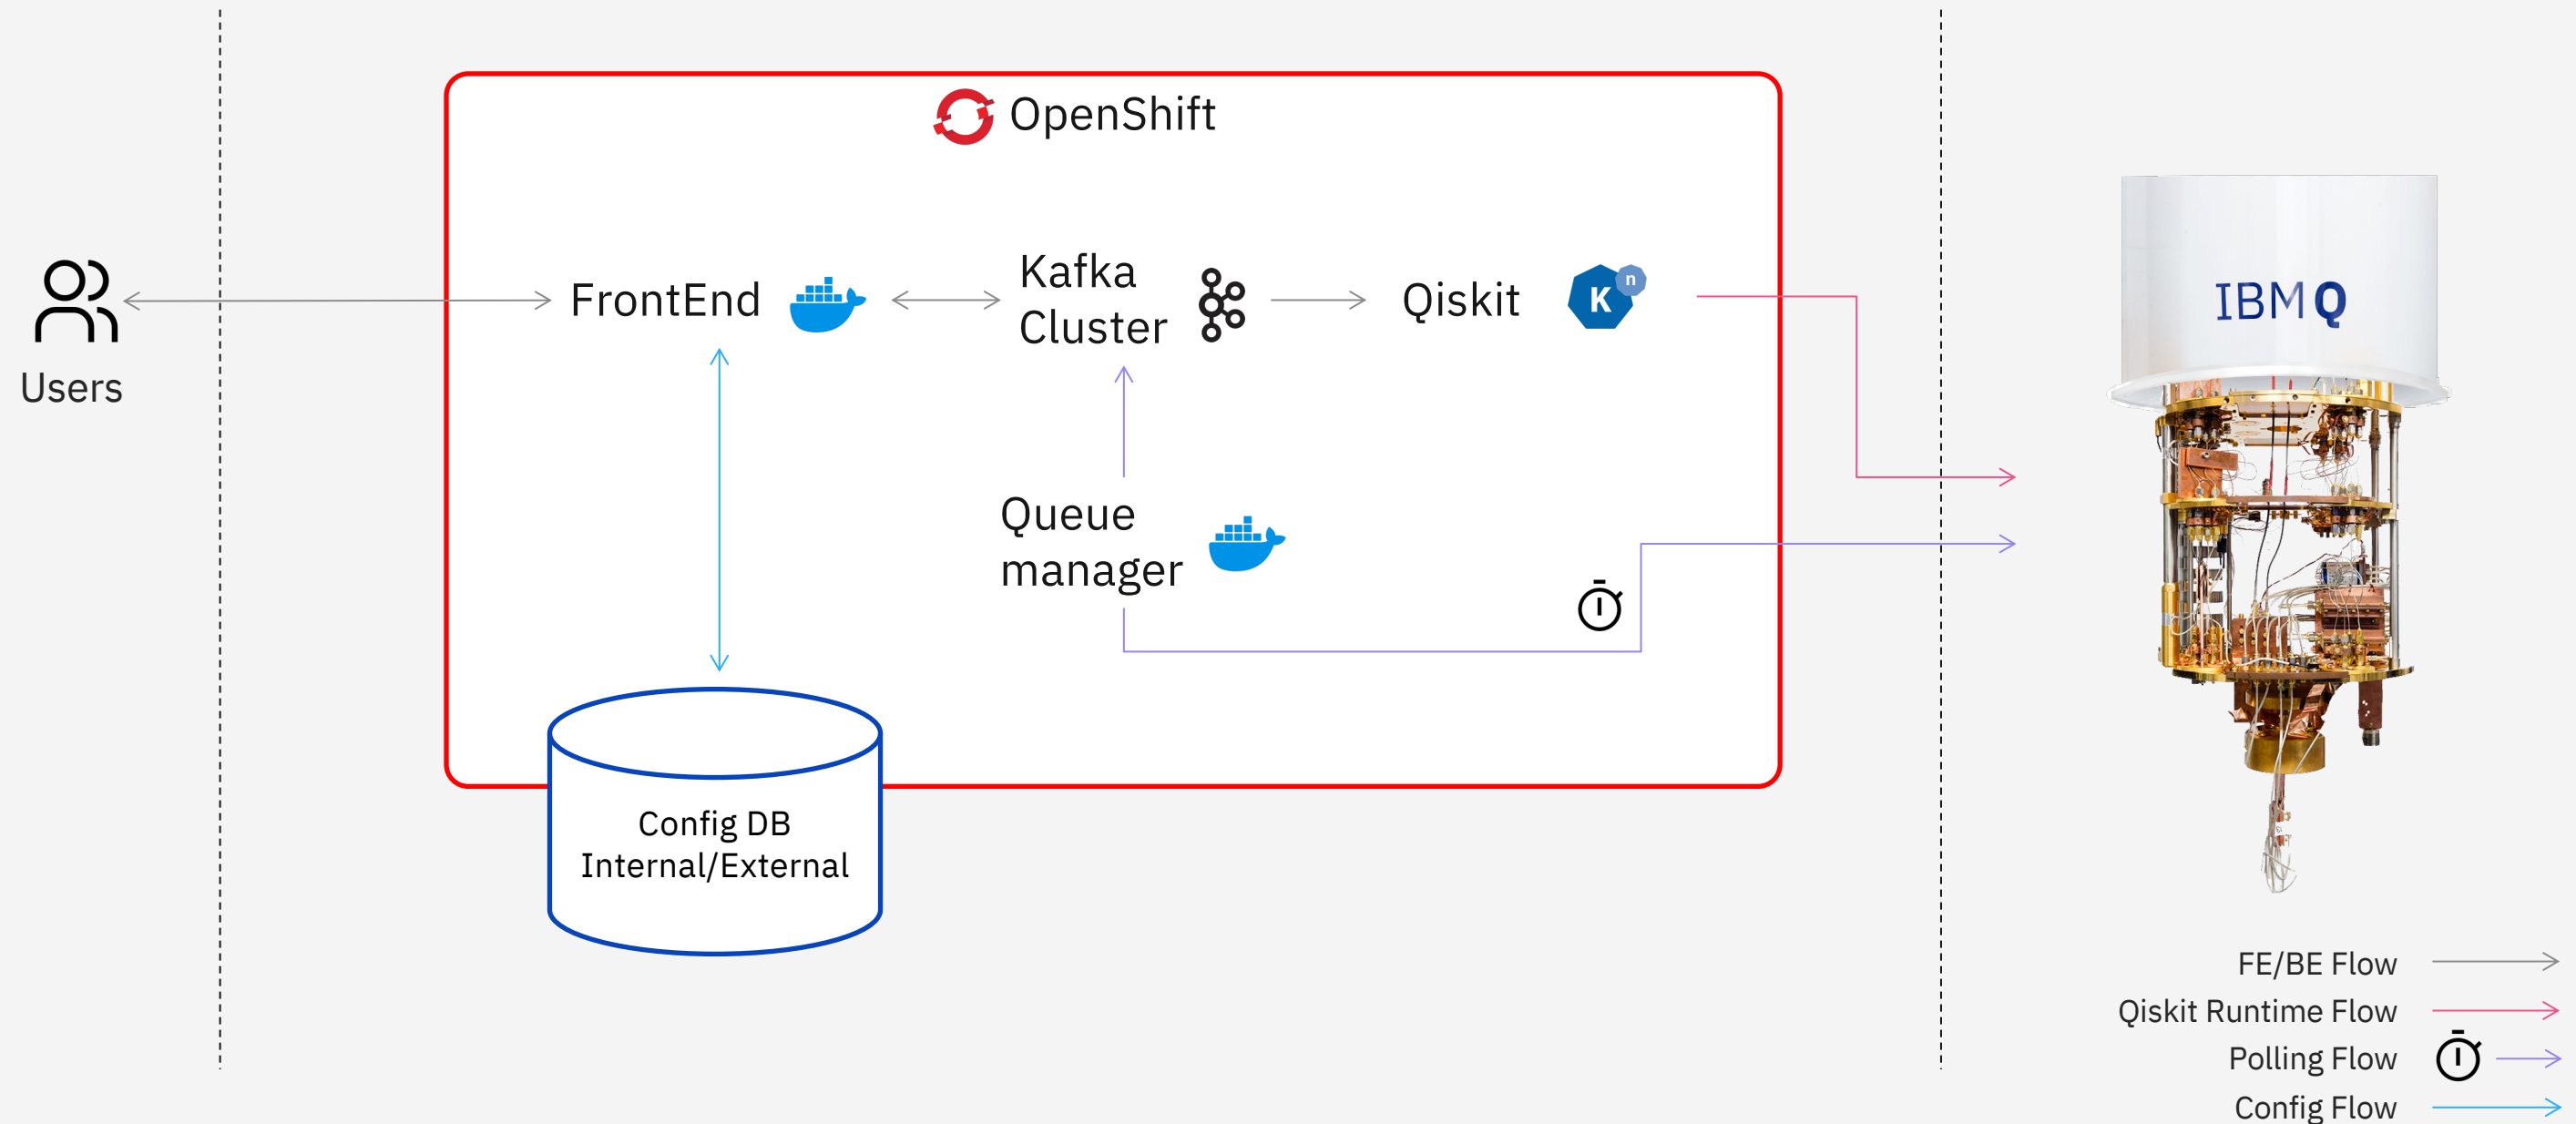 OpenShift
Users
FrontEnd
Kafka
Cluster
Qiskit
K
n
IBM Q
Queue
manager
Config DB
Internal/External
FE/BE Flow
Qiskit Runtime Flow
Polling Flow
Config Flow